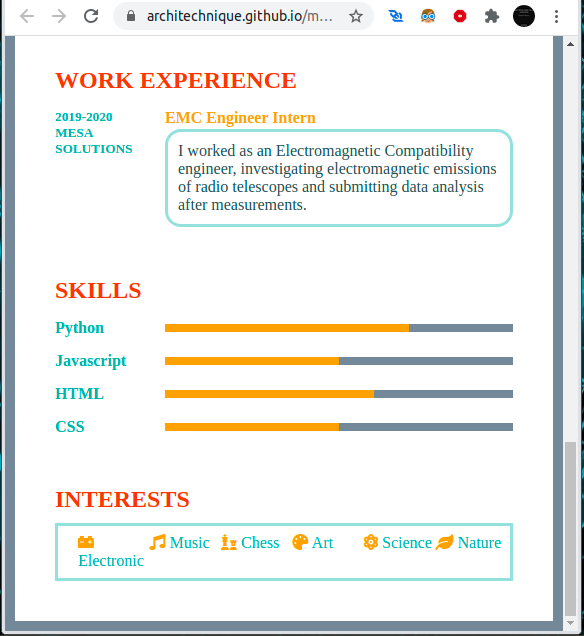 architechnique.github.io/m...
WORK EXPERIENCE
2019-2020
MESA
SOLUTIONS
EMC Engineer Intern
I worked as an Electromagnetic Compatibility
engineer, investigating electromagnetic emissions
of radio telescopes and submitting data analysis
after measurements.
SKILLS
Python
Javascript
HTML
CSS
INTERESTS
Electronic
Music
Chess
Art
Science
Nature